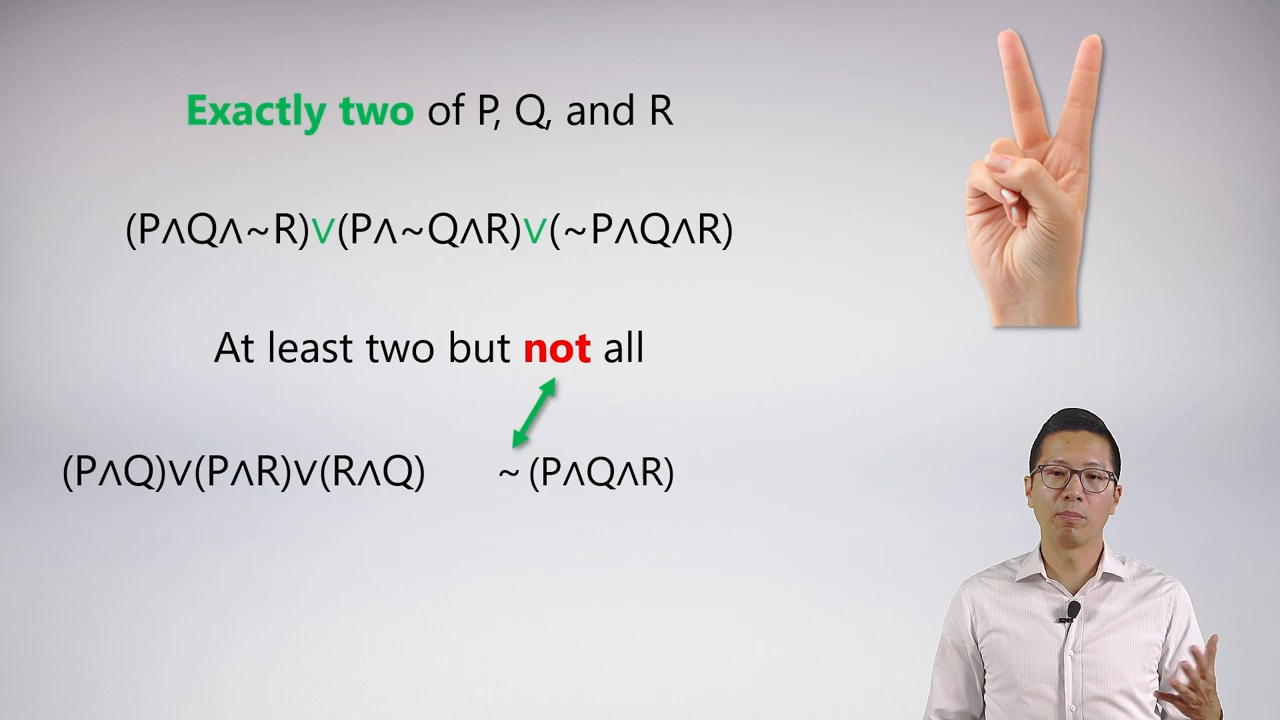 Exactly two of P, Q, and R
(P∧Q∧~R)∨(P∧~Q∧R)∨(~P∧Q∧R)
At least two but not all
(P∧Q)∨(P∧R)∨(R∧Q) ~ (P∧Q∧R)